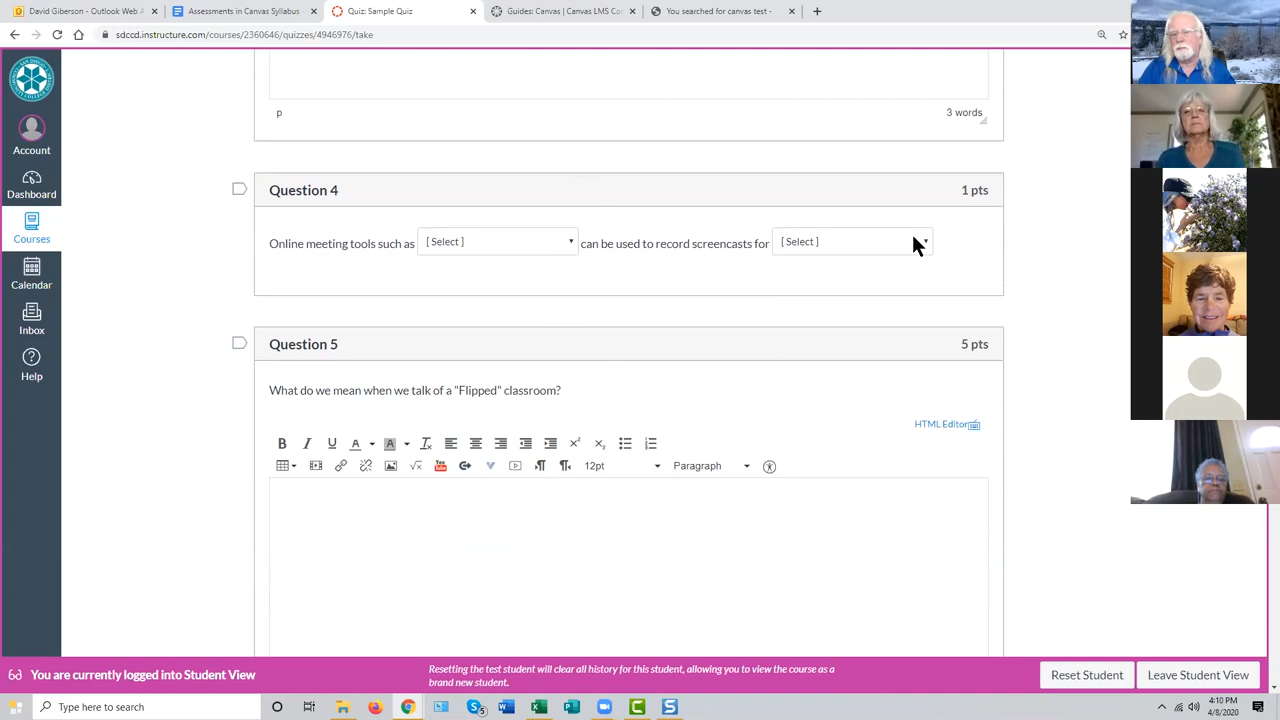 David Giberson - Outlook Web A
Assessments in Canvas Syllabus
Quiz: Sample Quiz
Guides: Canvas | Canvas LMS Co
You searched for canvas test -
sdccd.instructure.com/courses/2360646/quizzes/4946976/take
Account
Dashboard
Courses
Calendar
Inbox
Help
p
3 words
Question 4
1 pts
Online meeting tools such as [ Select ] can be used to record screencasts for [ Select ]
Question 5
5 pts
What do we mean when we talk of a "Flipped" classroom?
HTML Editor
12pt
Paragraph
You are currently logged into Student View
Resetting the test student will clear all history for this student, allowing you to view the course as a
brand new student.
Reset Student
Leave Student View
Type here to search
4:10 PM
4/8/2020